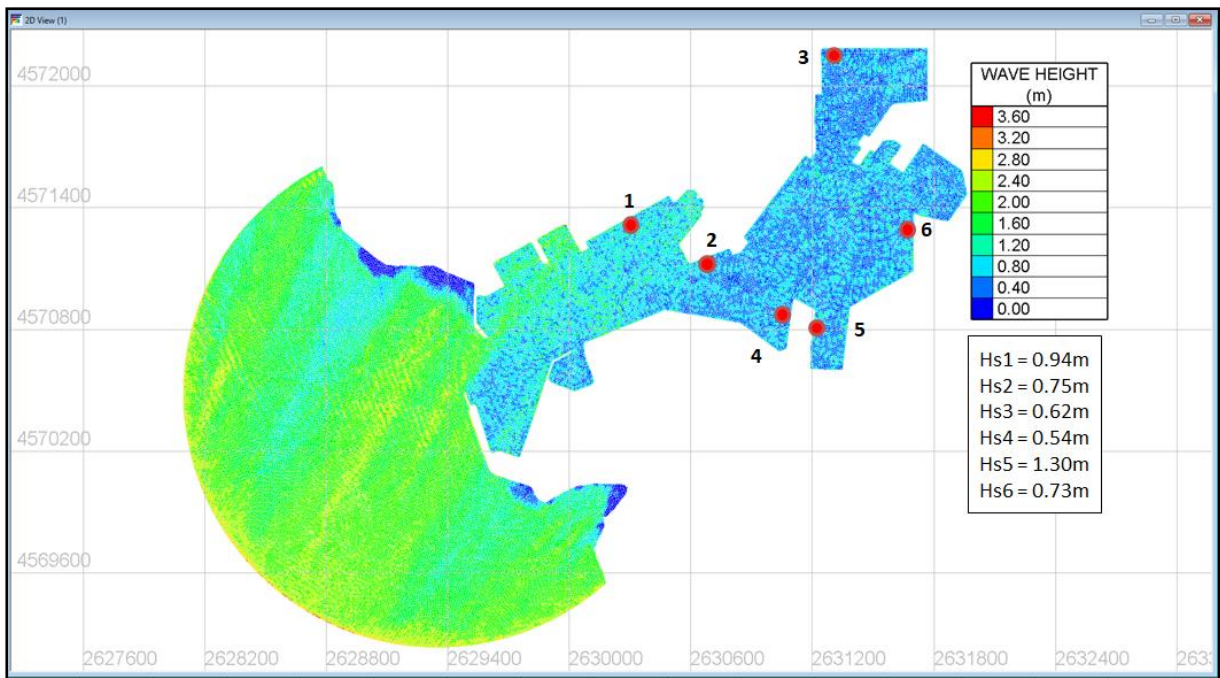 2D View (1)
3
4572000
WAVE HEIGHT
(m)
3.60
3.20
2.80
2.40
2.00
1.60
1.20
0.80
0.40
0.00
4571400
1
2
6
4570800
4
5
Hs1 = 0.94m
Hs2 = 0.75m
Hs3 = 0.62m
Hs4 = 0.54m
Hs5 = 1.30m
Hs6 = 0.73m
4570200
4569600
2627600 2628200 2628800 2629400 2630000 2630600 2631200 2631800 2632400 2633